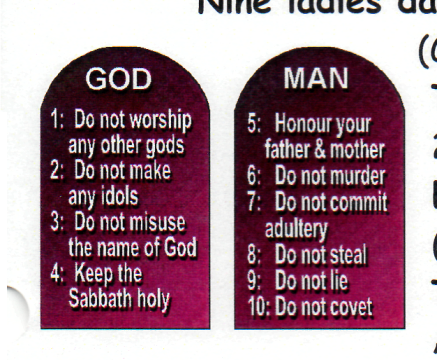 Nine ladies da
GOD
1: Do not worship
any other gods
2: Do not make
any idols
3: Do not misuse
the name of God
4: Keep the
Sabbath holy
MAN
5: Honour your
father & mother
6: Do not murder
7: Do not commit
adultery
8: Do not steal
9: Do not lie
10: Do not covet